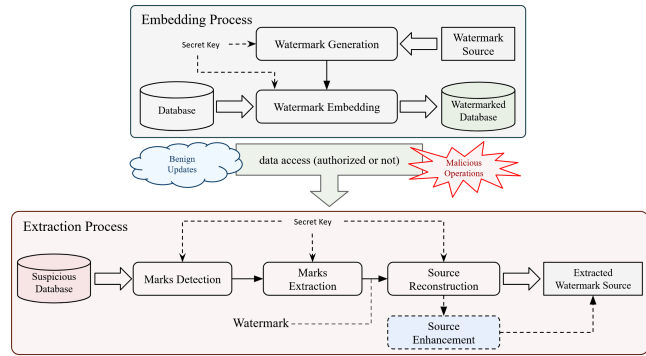 Embedding Process
Secret Key
Watermark Generation
Watermark
Source
Database
Watermark Embedding
Watermarked
Database
Benign
Updates
data access (authorized or not)
Malicious
Operations
Extraction Process
Secret Key
Suspicious
Database
Marks Detection
Marks
Extraction
Source
Reconstruction
Extracted
Watermark Source
Watermark
Source
Enhancement